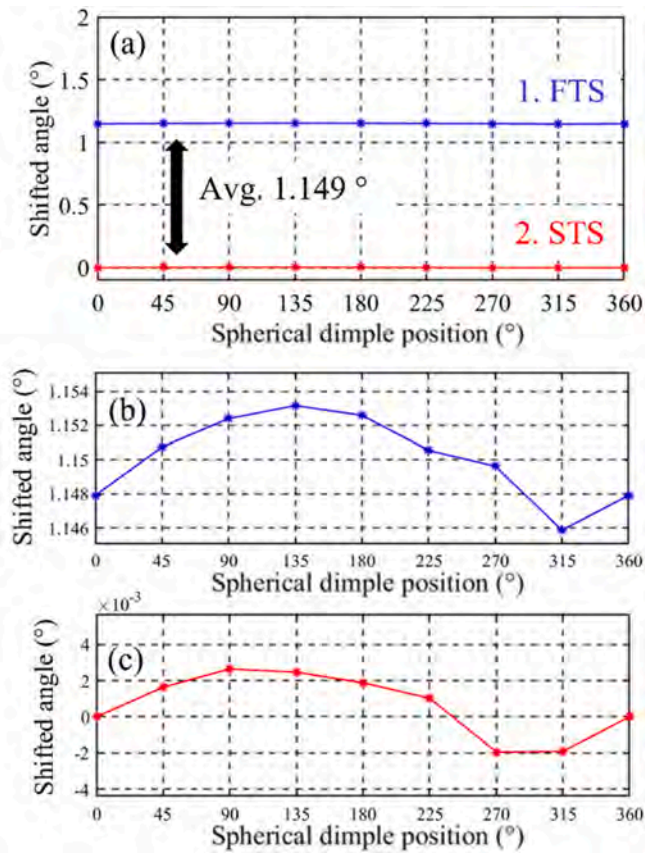 (a)
Shifted angle (°)
2
1.5
1
0.5
0
1. FTS
Avg. 1.149 °
2. STS
0 45 90 135 180 225 270 315 360
Spherical dimple position (°)
(b)
Shifted angle (°)
1.154
1.152
1.15
1.148
1.146
0 45 90 135 180 225 270 315 360
Spherical dimple position (°)
×10⁻³
(c)
Shifted angle (°)
4
2
0
-2
-4
0 45 90 135 180 225 270 315 360
Spherical dimple position (°)